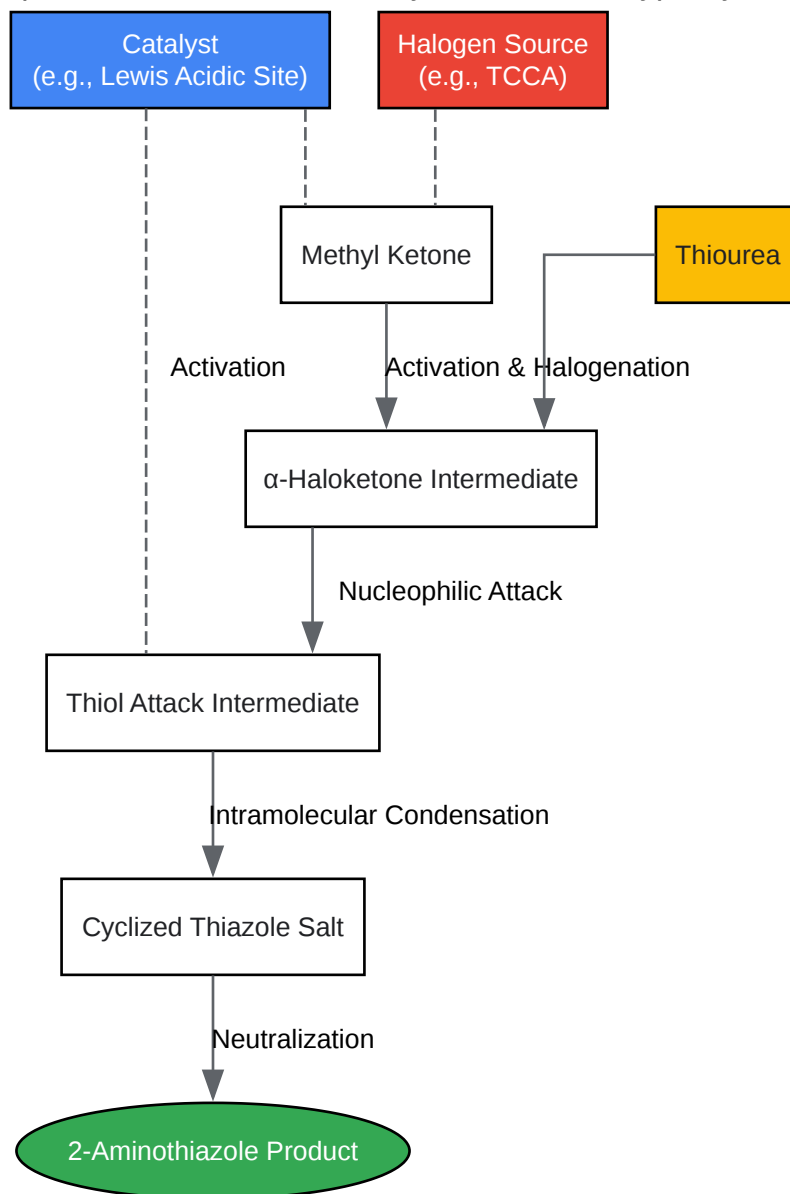 Catalyst
(e.g., Lewis Acidic Site)
Halogen Source
(e.g., TCCA)
Methyl Ketone
Thiourea
Activation
Activation & Halogenation
α-Haloketone Intermediate
Nucleophilic Attack
Thiol Attack Intermediate
Intramolecular Condensation
Cyclized Thiazole Salt
Neutralization
2-Aminothiazole Product